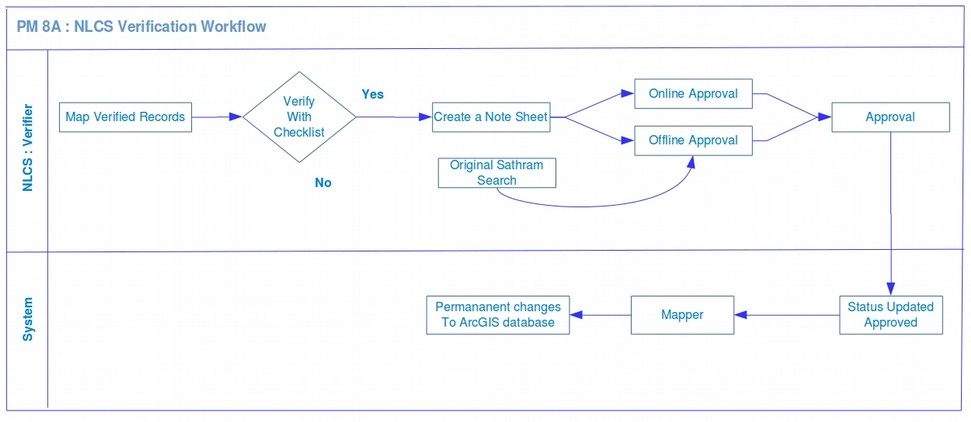 PM 8A : NLCS Verification Workflow
NLCS : Verifier
Map Verified Records
Verify
With
Checklist
Yes
No
Create a Note Sheet
Online Approval
Offline Approval
Approval
Original Sathram
Search
System
Status Updated
Approved
Mapper
Permananent changes
To ArcGIS database